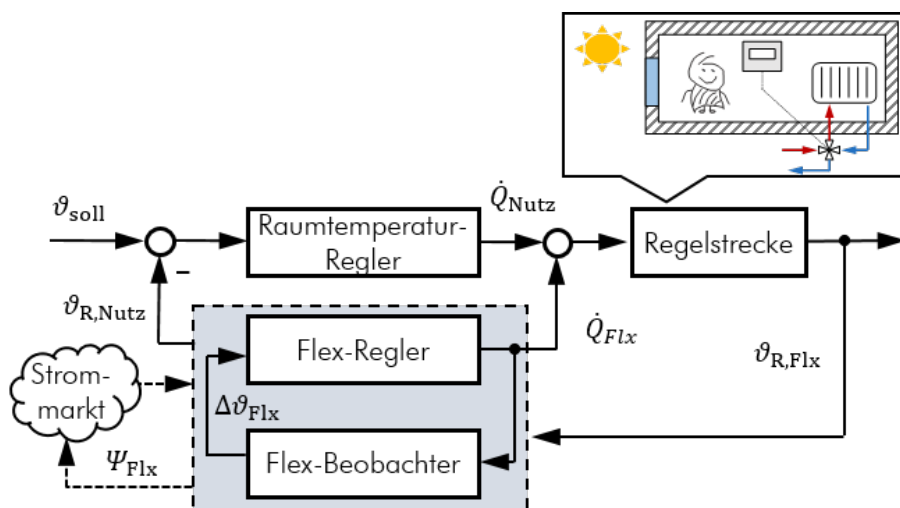 ϑsoll
Raumtemperatur-
Regler
Q̇Nutz
Regelstrecke
ϑR,Nutz
Flex-Regler
Q̇Flx
ϑR,Flx
Strom-
markt
ΔϑFlx
Flex-Beobachter
ΨFlx